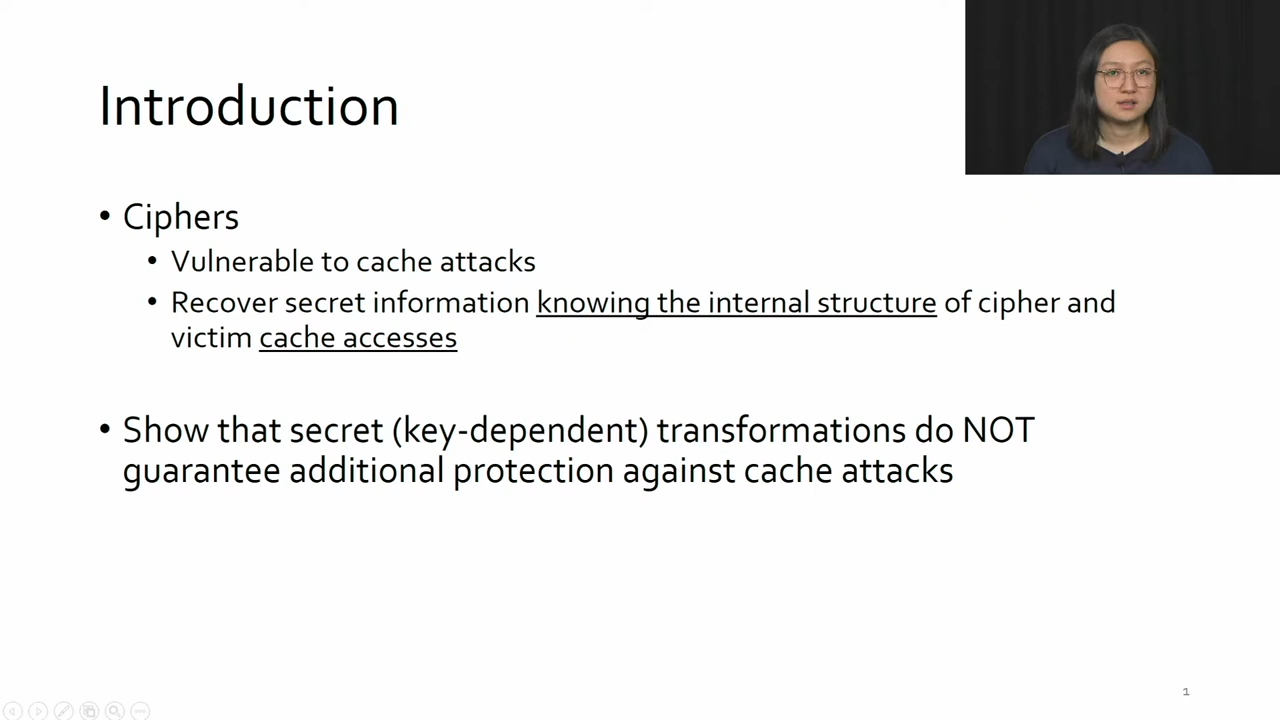 Introduction
• Ciphers
• Vulnerable to cache attacks
• Recover secret information knowing the internal structure of cipher and
victim cache accesses
• Show that secret (key-dependent) transformations do NOT
guarantee additional protection against cache attacks
1